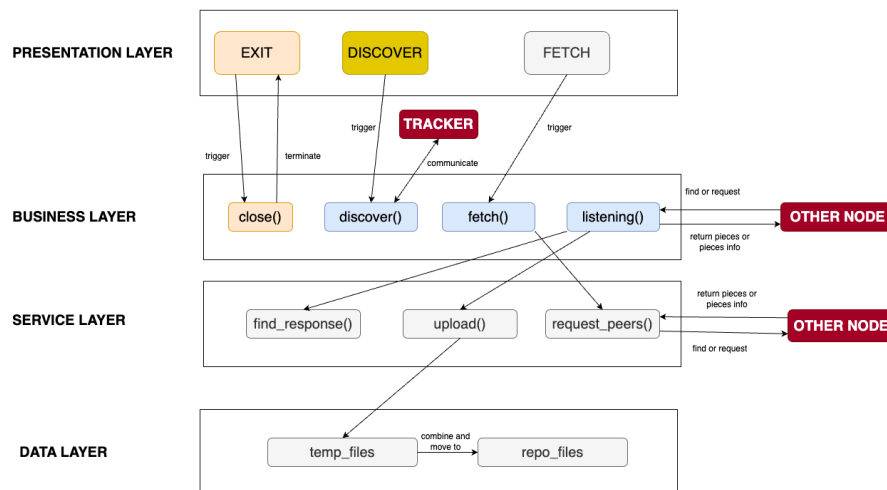 PRESENTATION LAYER
EXIT
DISCOVER
FETCH
TRACKER
trigger
trigger
terminate
communicate
trigger
BUSINESS LAYER
close()
discover()
fetch()
listening()
find or request
OTHER NODE
return pieces or
pieces info
SERVICE LAYER
find_response()
upload()
request_peers()
return pieces or
pieces info
OTHER NODE
find or request
DATA LAYER
temp_files
combine and
move to
repo_files